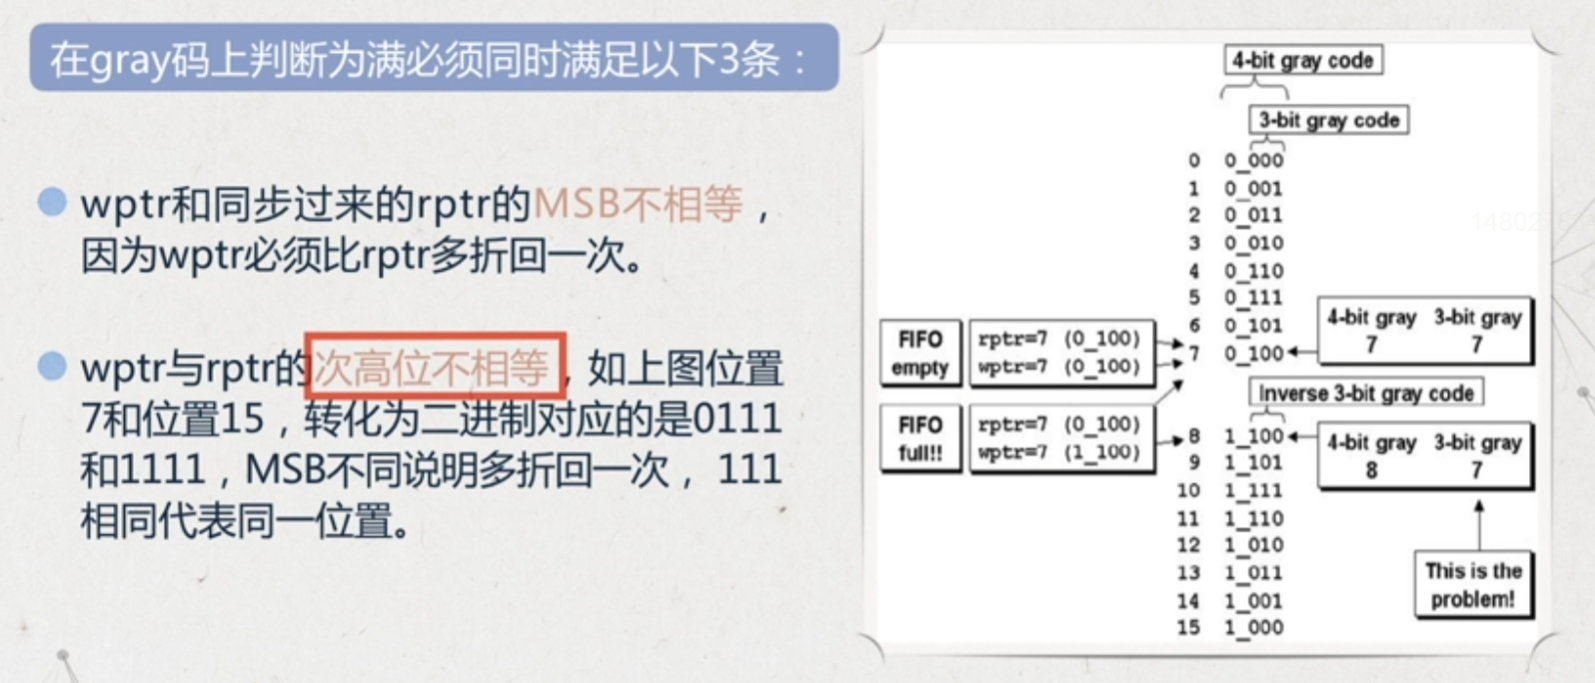 在gray码上判断为满必须同时满足以下3条：
wptr和同步过来的rptr的MSB不相等，
因为wptr必须比rptr多折回一次。
wptr与rptr的次高位不相等，如上图位置
7和位置15，转化为二进制对应的是0111
和1111，MSB不同说明多折回一次，111
相同代表同一位置。
4-bit gray code
3-bit gray code
0 0_000
1 0_001
2 0_011
3 0_010
4 0_110
5 0_111
6 0_101
7 0_100
4-bit gray 3-bit gray
7 7
FIFO
empty
rptr=7 (0_100)
wptr=7 (0_100)
Inverse 3-bit gray code
FIFO
full!!
rptr=7 (0_100)
wptr=7 (1_100)
8 1_100
9 1_101
10 1_111
11 1_110
12 1_010
13 1_011
14 1_001
15 1_000
4-bit gray 3-bit gray
8 7
This is the
problem!